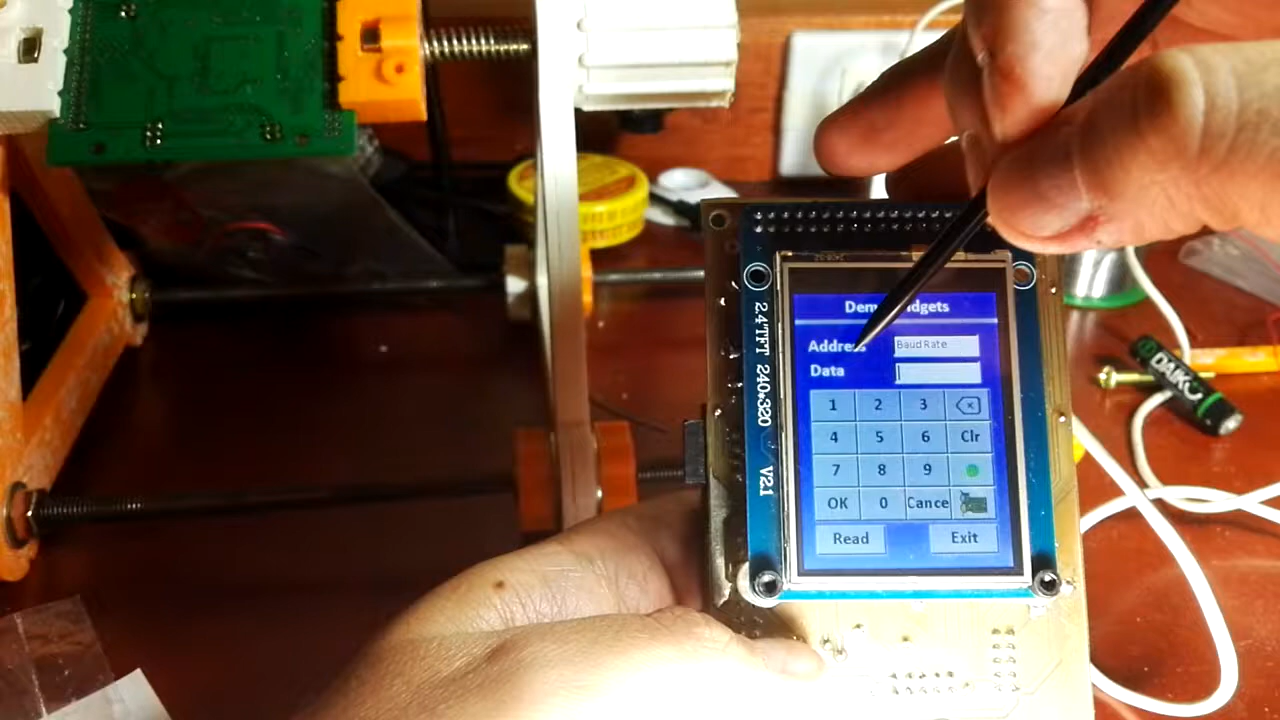 Address
Baud Rate
Data
1 2 3
4 5 6 Clr
7 8 9
OK 0 Cance
Read Exit
2.4'TFT 240*320 V2.1